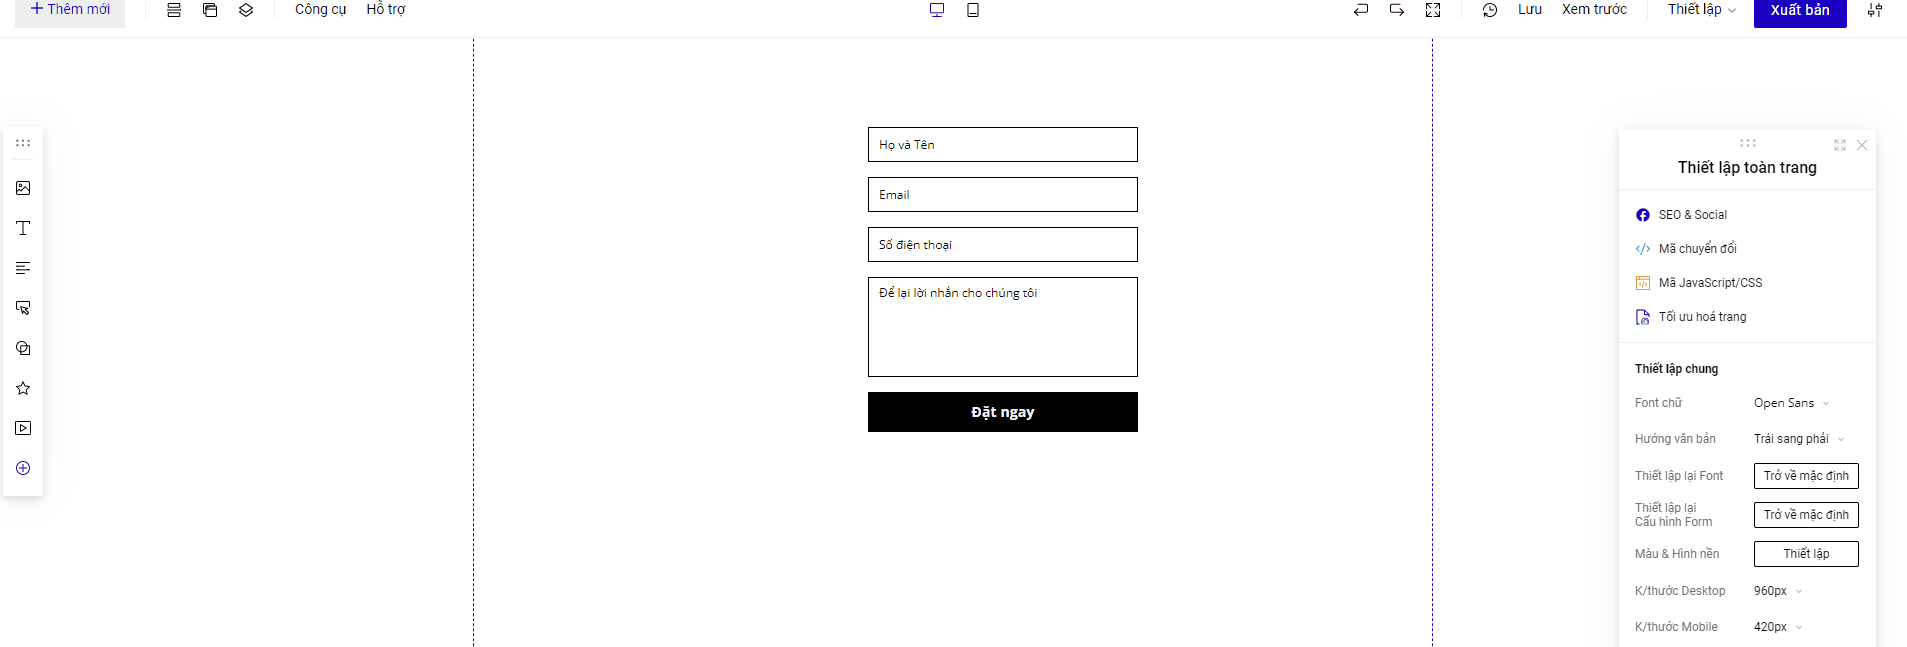 Thêm mới
Công cụ
Hỗ trợ
Lưu
Xem trước
Thiết lập
Xuất bản
Họ và Tên
Email
Số điện thoại
Để lại lời nhắn cho chúng tôi
Đặt ngay
Thiết lập toàn trang
SEO & Social
Mã chuyển đổi
Mã JavaScript/CSS
Tối ưu hoá trang
Thiết lập chung
Font chữ
Open Sans
Hướng văn bản
Trái sang phải
Thiết lập lại Font
Trở về mặc định
Thiết lập lại
Cấu hình Form
Trở về mặc định
Màu & Hình nền
Thiết lập
K/thước Desktop
960px
K/thước Mobile
420px